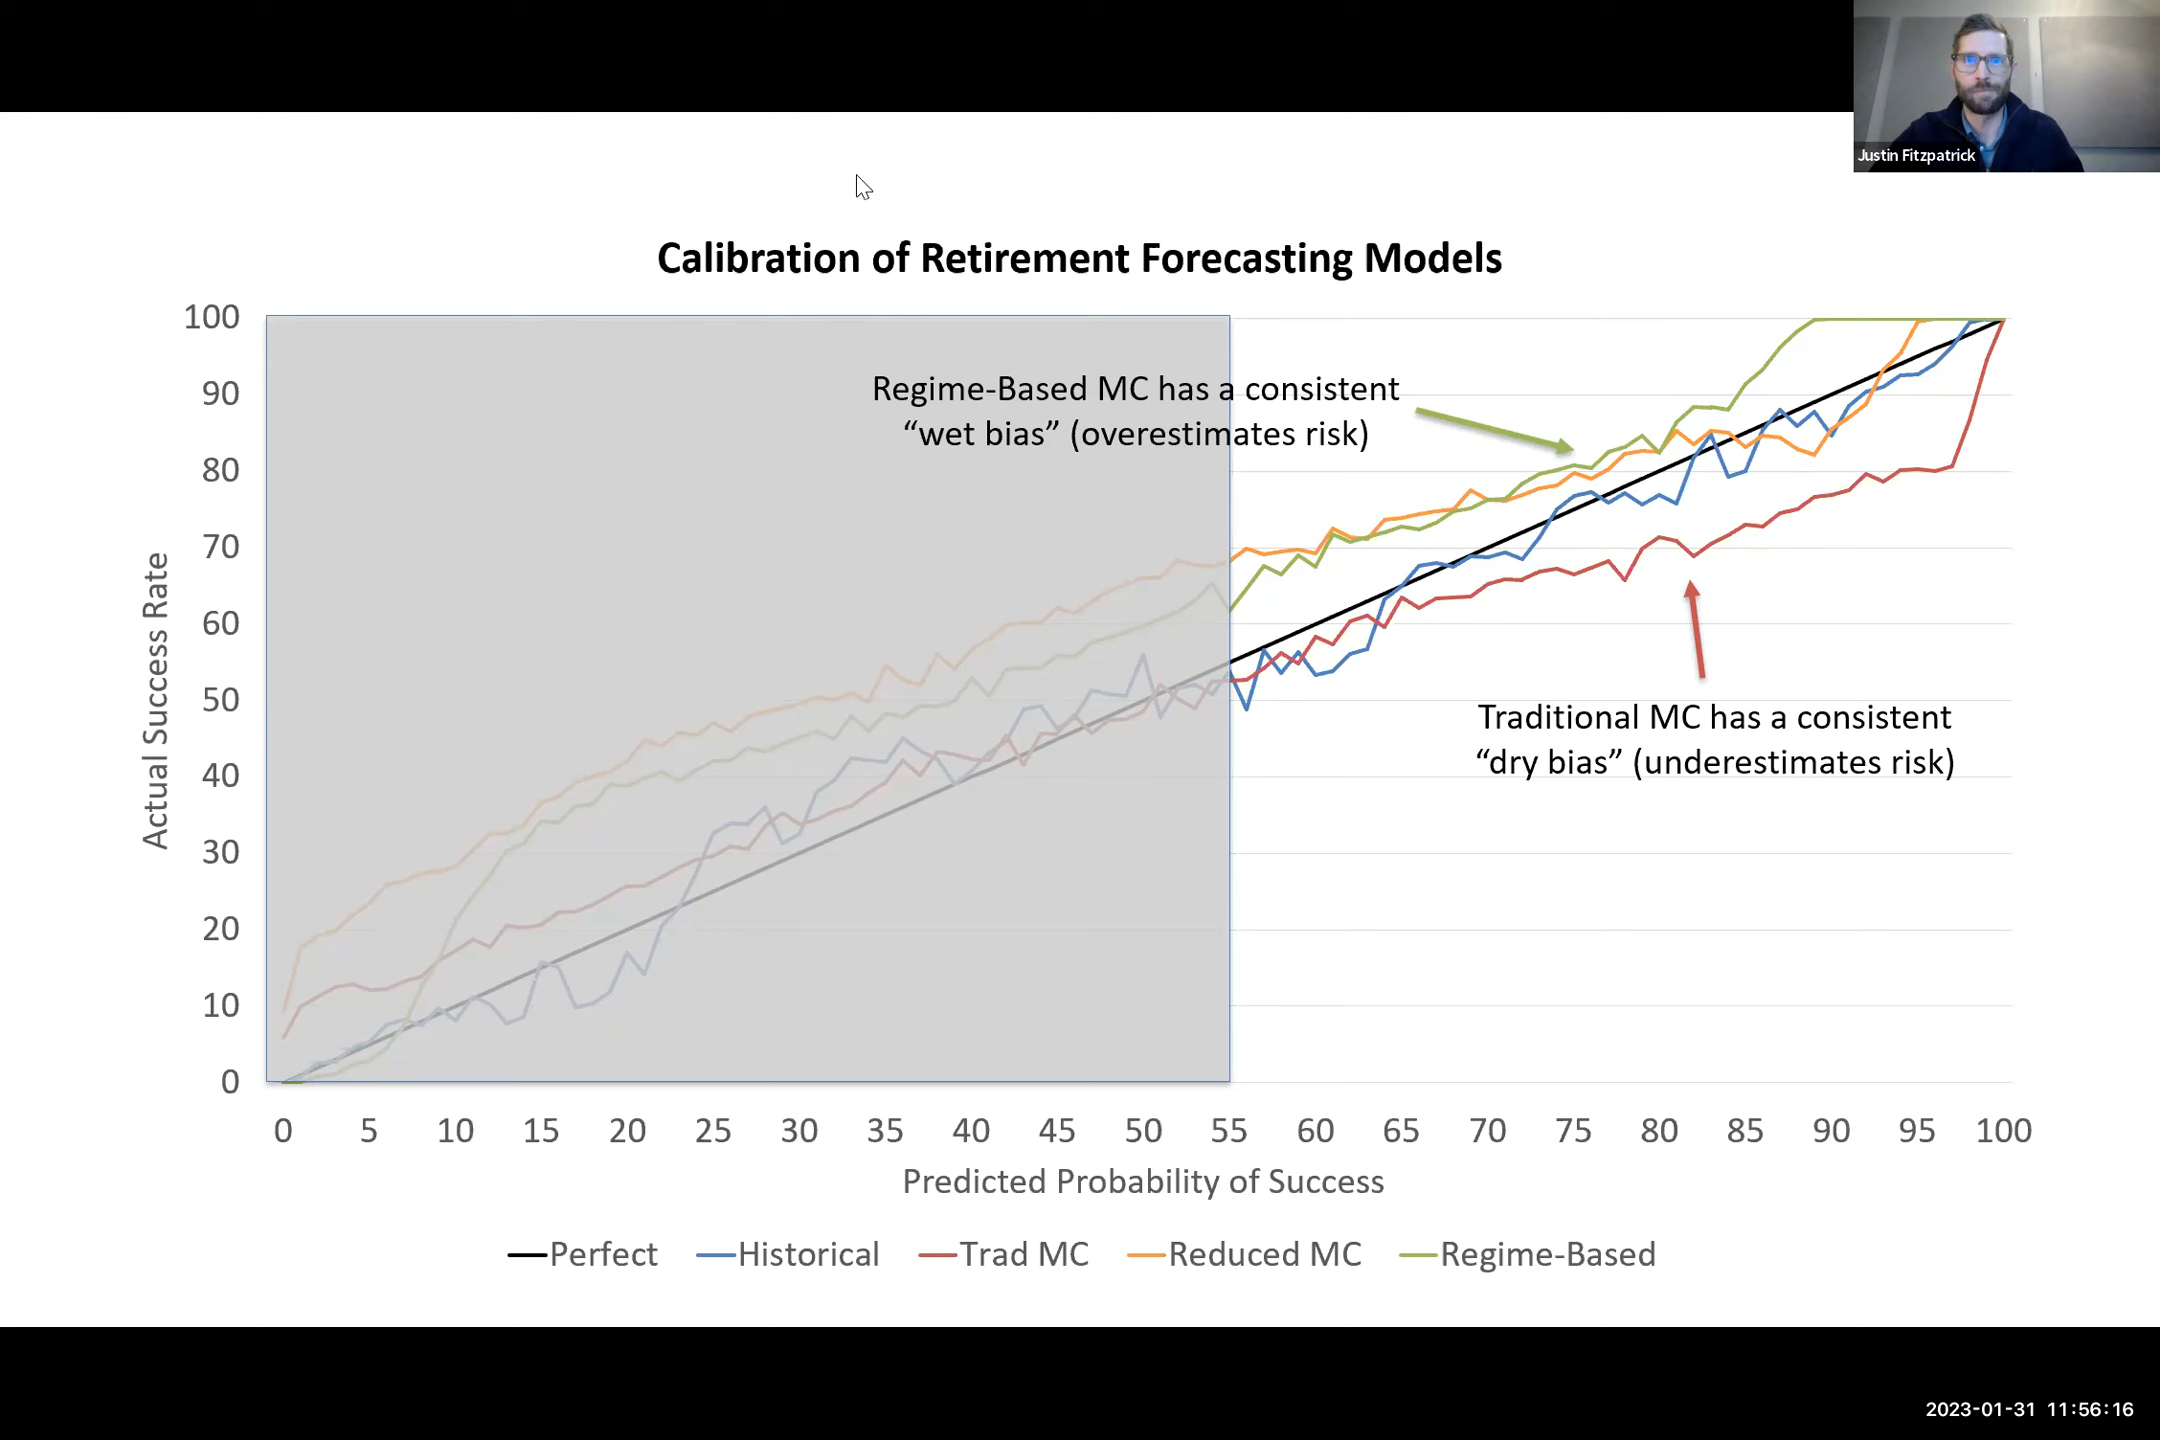 Justin Fitzpatrick
Calibration of Retirement Forecasting Models
100
90
80
70
60
50
40
30
20
10
0
Actual Success Rate
Regime-Based MC has a consistent
“wet bias” (overestimates risk)
Traditional MC has a consistent
“dry bias” (underestimates risk)
0 5 10 15 20 25 30 35 40 45 50 55 60 65 70 75 80 85 90 95 100
Predicted Probability of Success
Perfect Historical Trad MC Reduced MC Regime-Based
2023-01-31 11:56:16